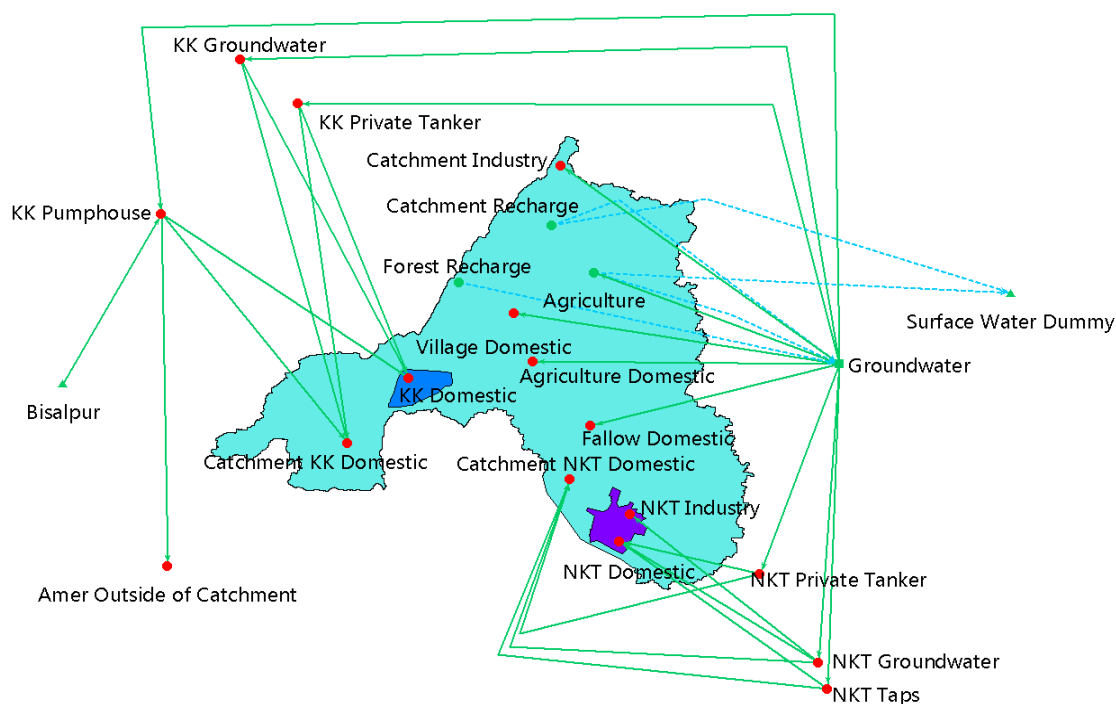 KK Groundwater
KK Private Tanker
Catchment Industry
Catchment Recharge
KK Pumphouse
Forest Recharge
Agriculture
Surface Water Dummy
Village Domestic
Agriculture Domestic
Groundwater
KK Domestic
Bisalpur
Fallow Domestic
Catchment KK Domestic
Catchment NKT Domestic
NKT Industry
NKT Domestic
NKT Private Tanker
Amer Outside of Catchment
NKT Groundwater
NKT Taps